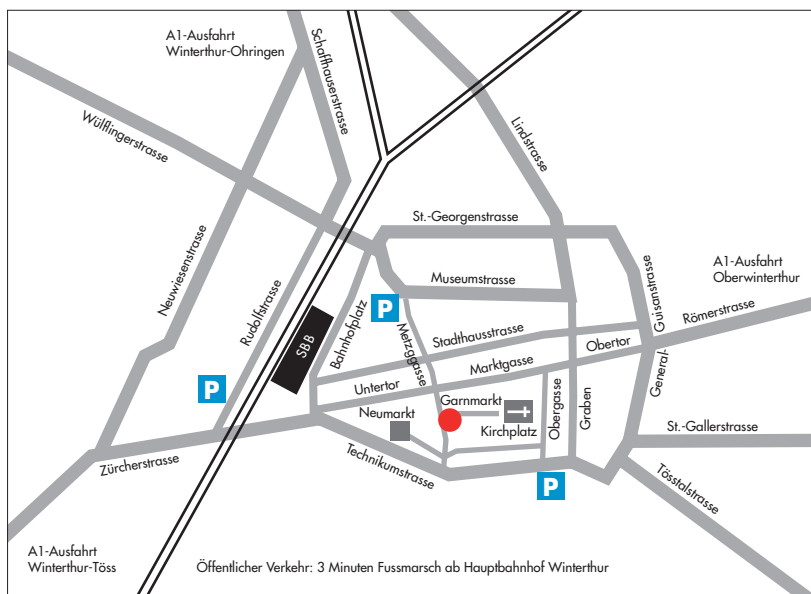 A1-Ausfahrt
Winterthur-Ohringen
Schaffhauserstrasse
Wülflingerstrasse
Lindstrasse
St.-Georgenstrasse
Neuwiesenstrasse
Rudolfstrasse
A1-Ausfahrt
Oberwinterthur
Museumstrasse
Guisanstrasse
General-
Römerstrasse
P
Bahnhofplatz
SBB
Metzggasse
Stadthausstrasse
Obertor
Marktgasse
Untertor
P
Garnmarkt
Neumarkt
Kirchplatz
Obergasse
Graben
St.-Gallerstrasse
Zürcherstrasse
Technikumstrasse
P
Tösstalstrasse
A1-Ausfahrt
Winterthur-Töss
Öffentlicher Verkehr: 3 Minuten Fussmarsch ab Hauptbahnhof Winterthur